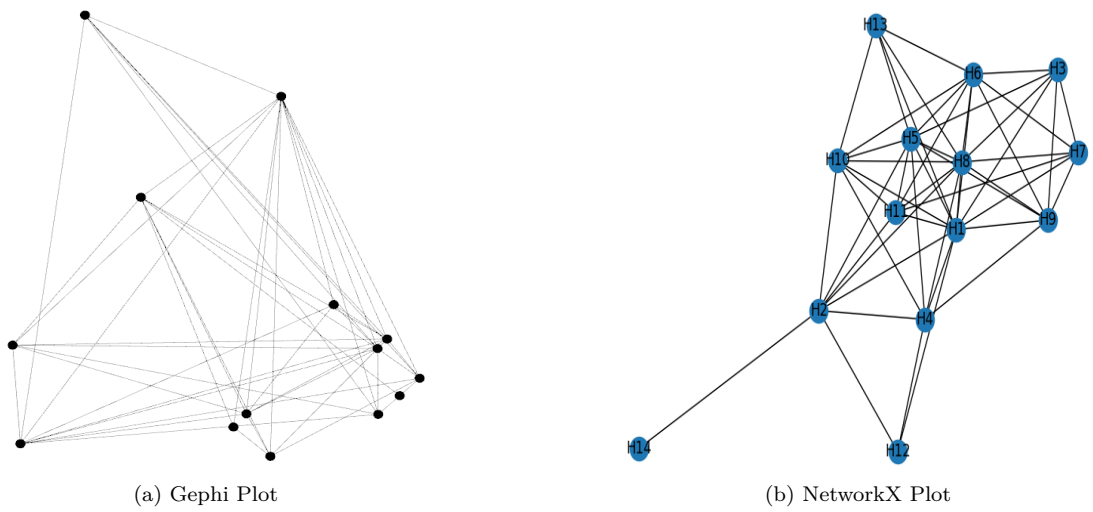 H13
H6
H3
H5
H8
H7
H10
H11
H9
H1
H2
H4
H14
H12
(a) Gephi Plot
(b) NetworkX Plot